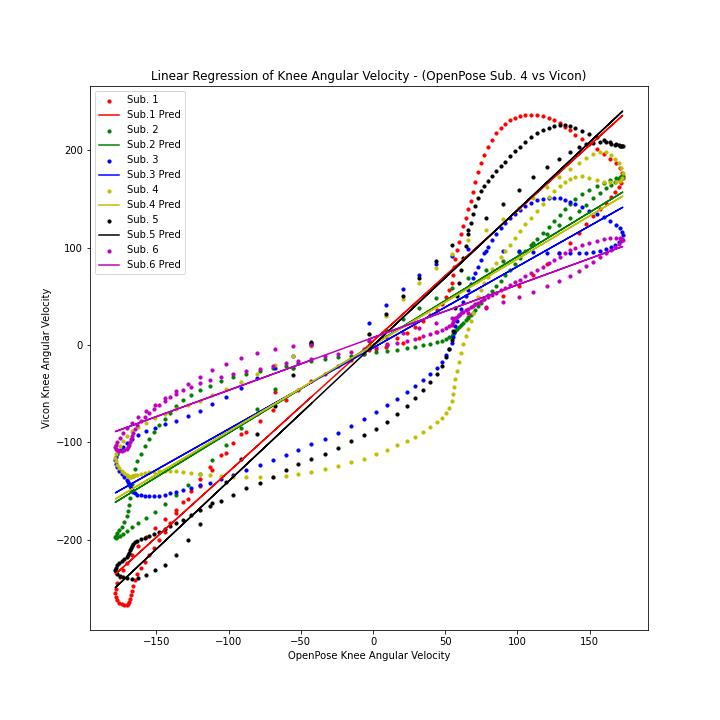 Linear Regression of Knee Angular Velocity - (OpenPose Sub. 4 vs Vicon)
Sub. 1
Sub.1 Pred
Sub. 2
Sub.2 Pred
Sub. 3
Sub.3 Pred
Sub. 4
Sub.4 Pred
Sub. 5
Sub.5 Pred
Sub. 6
Sub.6 Pred
Vicon Knee Angular Velocity
200
100
0
−100
−200
−150 −100 −50 0 50 100 150
OpenPose Knee Angular Velocity